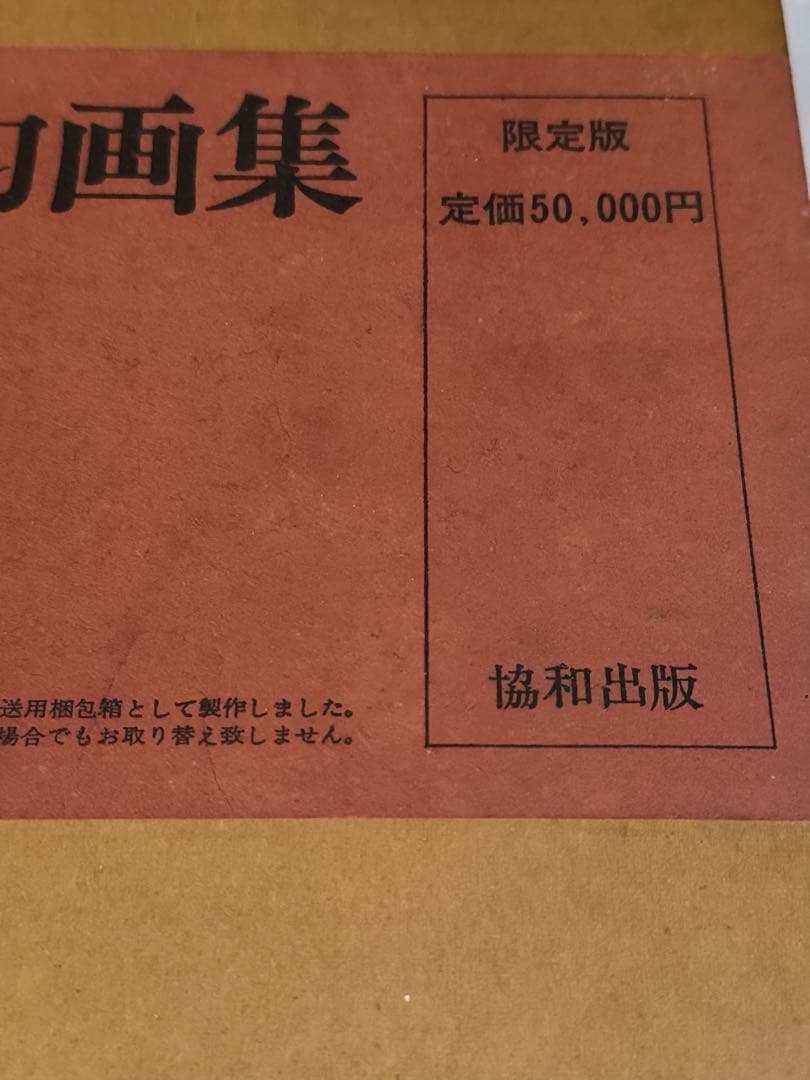 画集
限定版
定価50,000円
送用梱包箱として製作しました。
場合でもお取り替え致しません。
協和出版